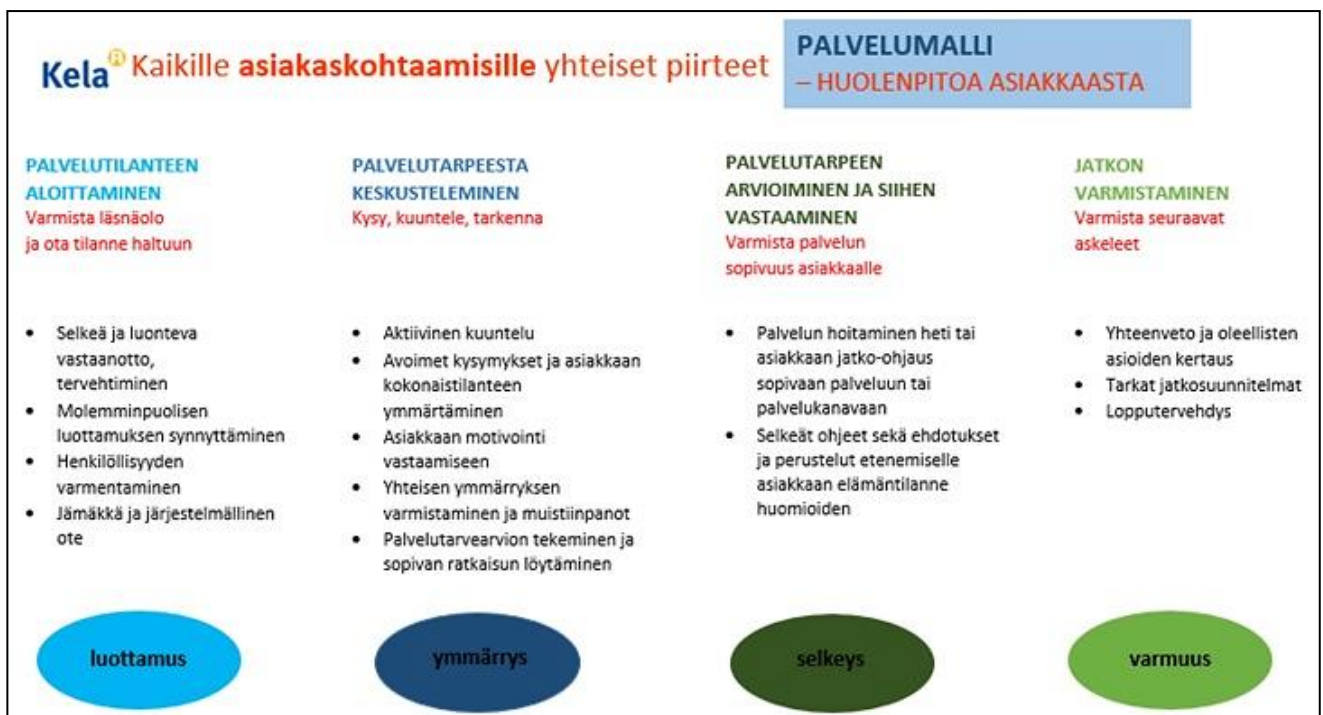 Kela® Kaikille asiakaskohtaamisille yhteiset piirteet
PALVELUMALLI
– HUOLENPITOA ASIAKKAASTA
PALVELUTILANTEEN
ALOITTAMINEN
Varmista läsnäolo
ja ota tilanne haltuun
• Selkeä ja luonteva
vastaanotto,
tervehtiminen
• Molemminpuolisen
luottamuksen synnyttäminen
• Henkilöllisyyden
varmentaminen
• Jämäkkä ja järjestelmällinen
ote
luottamus
PALVELUTARPEESTA
KESKUSTELEMINEN
Kysy, kuuntele, tarkenna
• Aktiivinen kuuntelu
• Avoimet kysymykset ja asiakkaan
kokonaistilanteen
ymmärtäminen
• Asiakkaan motivointi
vastaamiseen
• Yhteisen ymmärryksen
varmistaminen ja muistiinpanot
• Palvelutarvearvion tekeminen ja
sopivan ratkaisun löytäminen
ymmärrys
PALVELUTARPEEN
ARVIOIMINEN JA SIIHEN
VASTAAMINEN
Varmista palvelun
sopivuus asiakkaalle
• Palvelun hoitaminen heti tai
asiakkaan jatko-ohjaus
sopivaan palveluun tai
palvelukanavaan
• Selkeät ohjeet sekä ehdotukset
ja perustelut etenemiselle
asiakkaan elämäntilanne
huomioiden
selkeys
JATKON
VARMISTAMINEN
Varmista seuraavat
askeleet
• Yhteenveto ja oleellisten
asioiden kertaus
• Tarkat jatkosuunnitelmat
• Lopputervehdys
varmuus